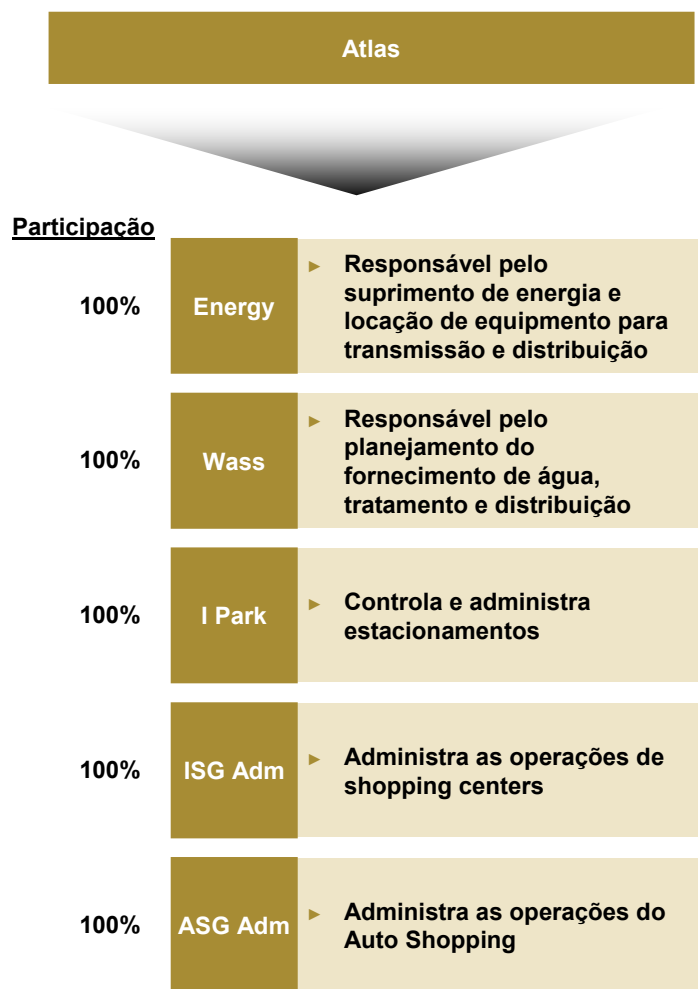 Atlas
Participação
100%
Energy
► Responsável pelo
suprimento de energia e
locação de equipmento para
transmissão e distribuição
100%
Wass
► Responsável pelo
planejamento do
fornecimento de água,
tratamento e distribuição
100%
I Park
► Controla e administra
estacionamentos
100%
ISG Adm
► Administra as operações de
shopping centers
100%
ASG Adm
► Administra as operações do
Auto Shopping